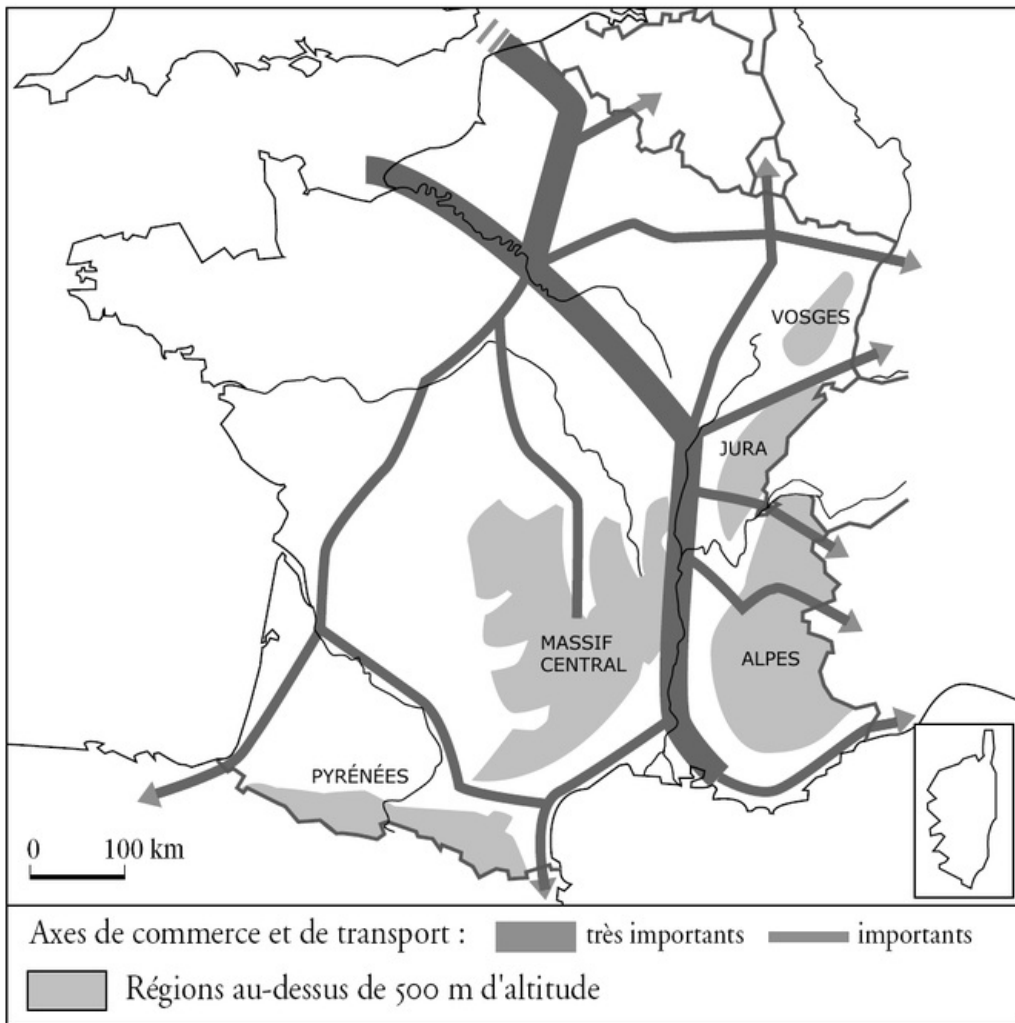 VOSGES
JURA
MASSIF
CENTRAL
ALPES
PYRÉNÉES
0 100 km
Axes de commerce et de transport : très importants importants
Régions au-dessus de 500 m d'altitude